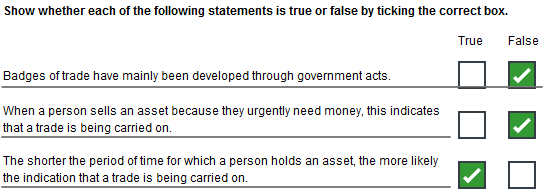 Show whether each of the following statements is true or false by ticking the correct box.
True False
Badges of trade have mainly been developed through government acts.
When a person sells an asset because they urgently need money, this indicates
that a trade is being carried on.
The shorter the period of time for which a person holds an asset, the more likely
the indication that a trade is being carried on.